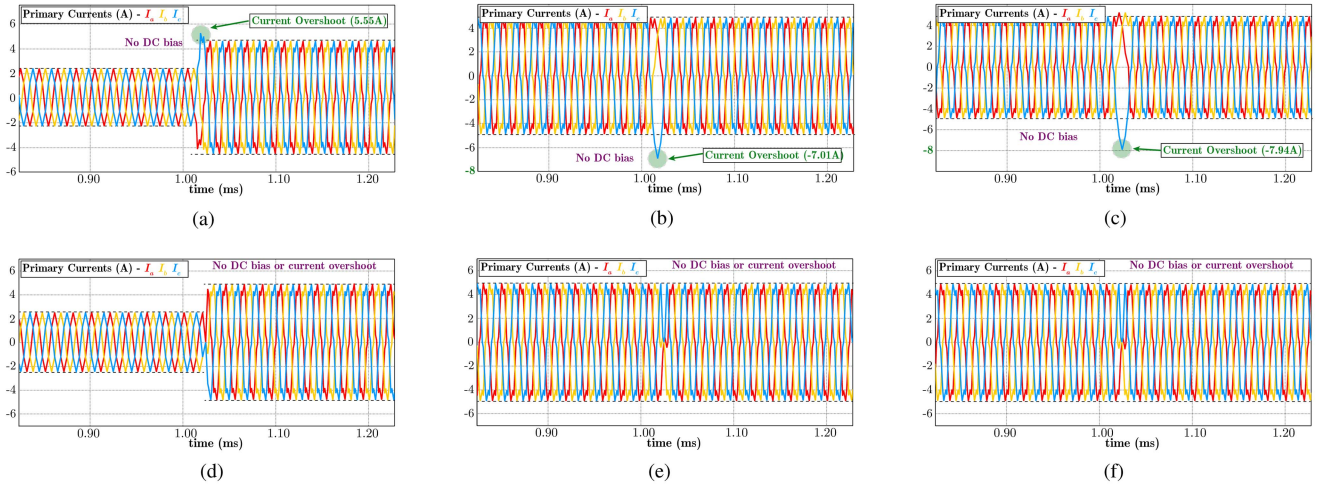 Primary Currents (A) - Ia Ib Ic
Current Overshoot (5.55A)
No DC bias
6
4
2
0
-2
-4
-6
0.90
1.00
1.10
1.20
time (ms)
(a)
Primary Currents (A) - Ia Ib Ic
6
4
2
0
-2
-4
-6
-8
No DC bias
Current Overshoot (-7.01A)
0.90
1.00
1.10
1.20
time (ms)
(b)
Primary Currents (A) - Ia Ib Ic
4
2
0
-2
-4
-6
-8
No DC bias
Current Overshoot (-7.94A)
0.90
1.00
1.10
1.20
time (ms)
(c)
Primary Currents (A) - Ia Ib Ic
No DC bias or current overshoot
6
4
2
0
-2
-4
-6
0.90
1.00
1.10
1.20
time (ms)
(d)
Primary Currents (A) - Ia Ib Ic
No DC bias or current overshoot
6
4
2
0
-2
-4
-6
0.90
1.00
1.10
1.20
time (ms)
(e)
Primary Currents (A) - Ia Ib Ic
No DC bias or current overshoot
6
4
2
0
-2
-4
-6
0.90
1.00
1.10
1.20
time (ms)
(f)